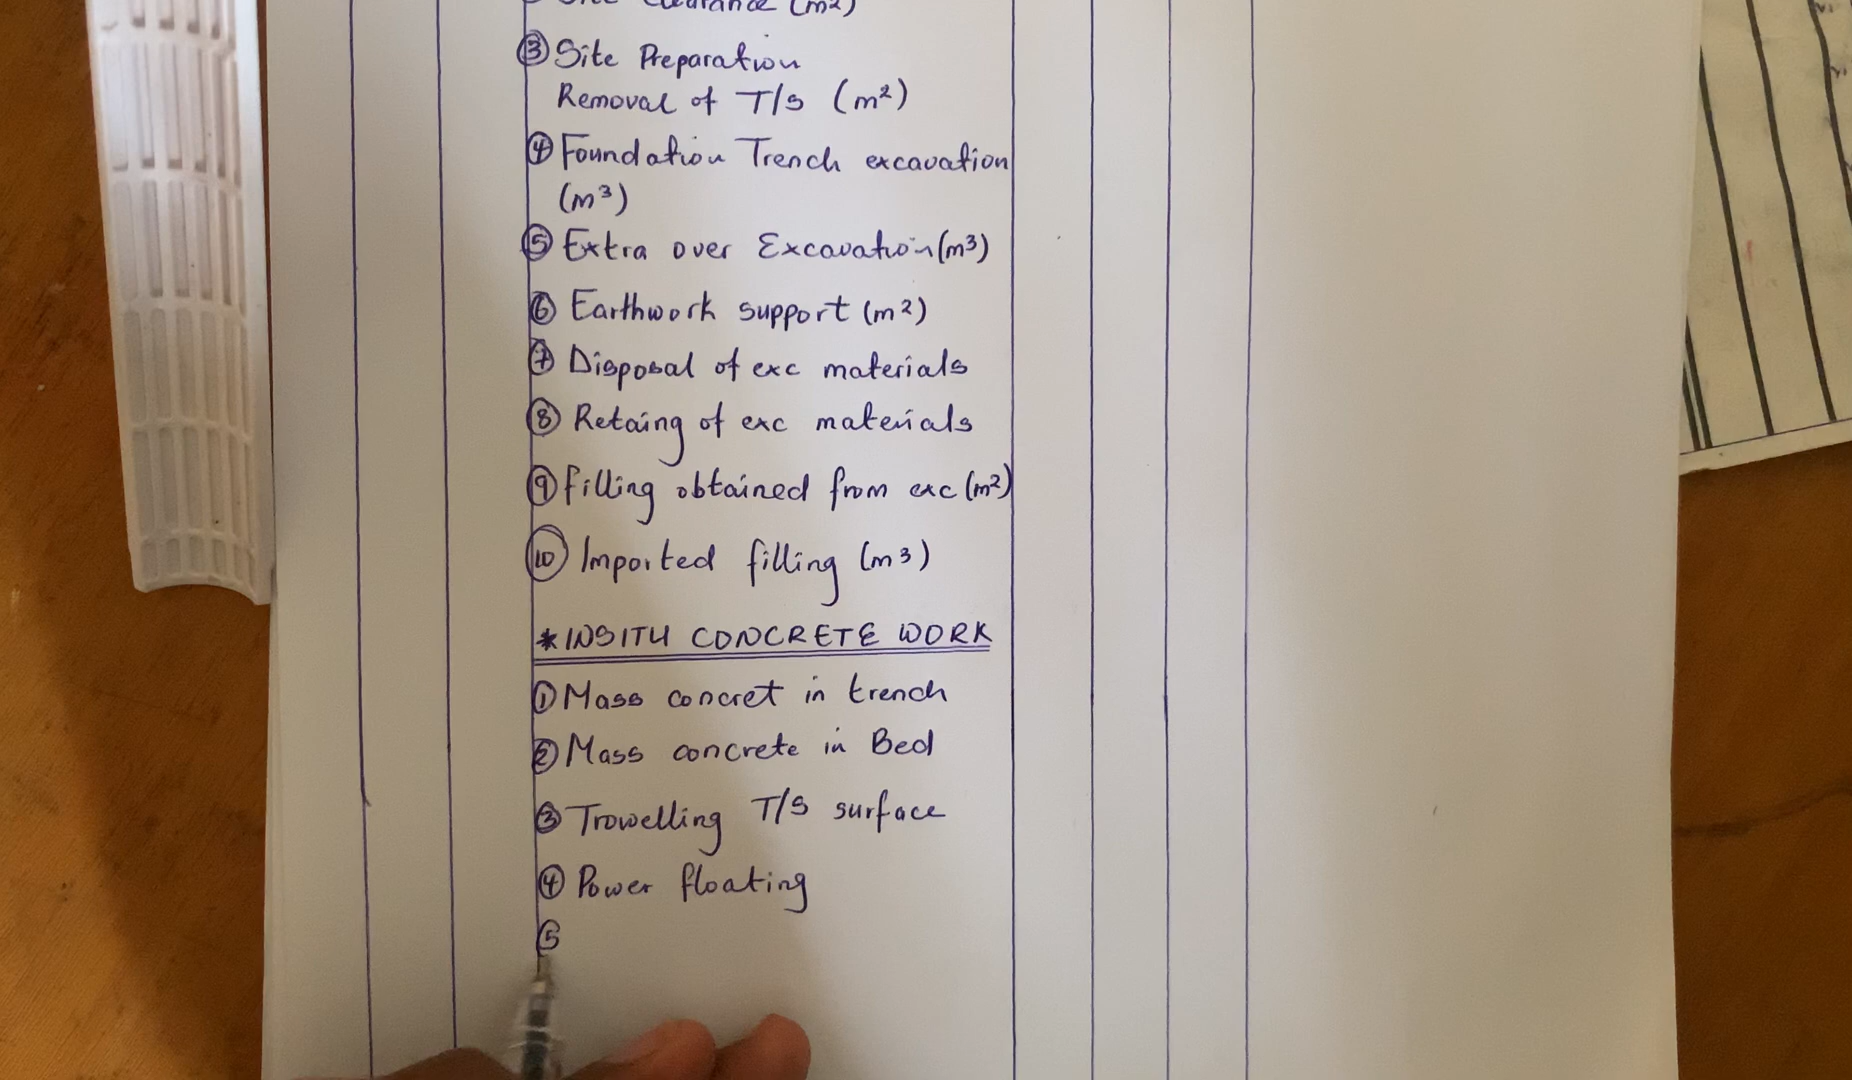 Site Clearance (m2)
③ Site Preparation
Removal of T/S (m²)
④ Foundation Trench excavation
(m³)
⑤ Extra over Excavation (m³)
⑥ Earthwork support (m²)
⑦ Disposal of exc materials
⑧ Retaing of exc materials
⑨ filling obtained from exc (m²)
⑩ Imported filling (m³)
*INSITU CONCRETE WORK
① Mass concret in trench
② Mass concrete in Bed
③ Trowelling T/S surface
④ Power floating
⑤